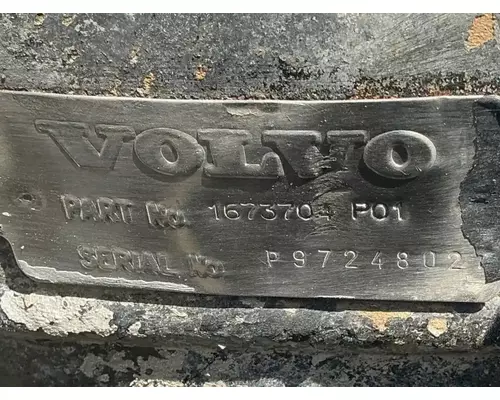 VOLVO
PART No. 1673704 P01
SERIAL No. P9724802